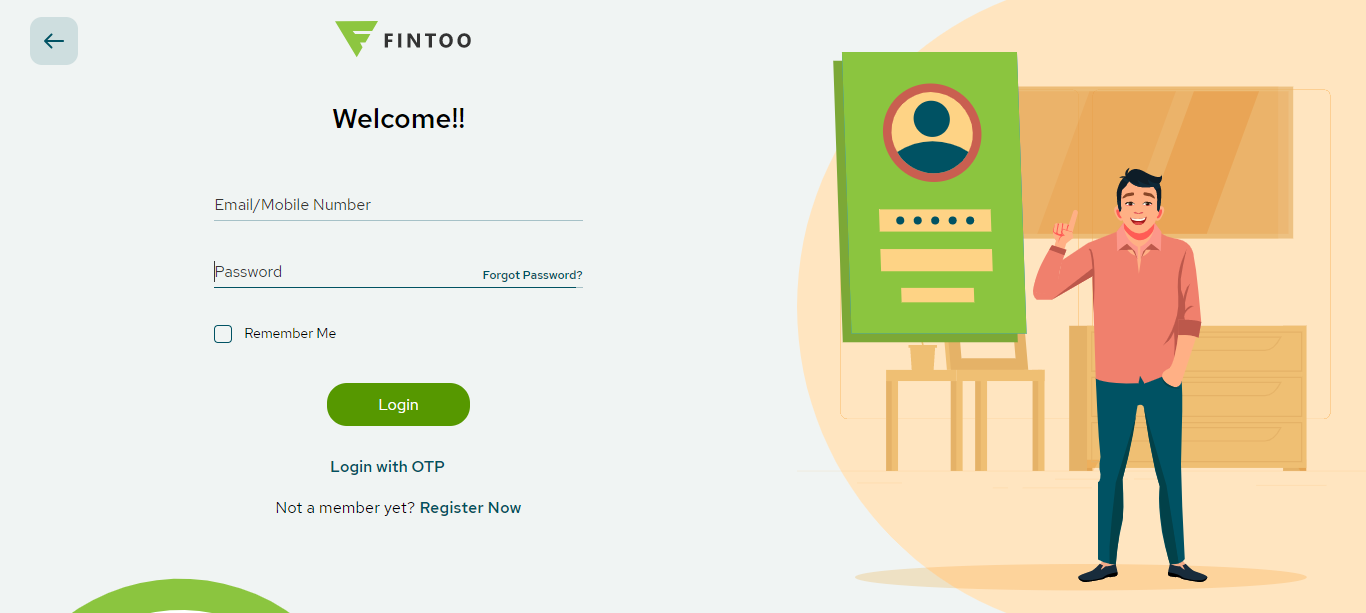 FINTOO
Welcome!!
Email/Mobile Number
Password
Forgot Password?
Remember Me
Login
Login with OTP
Not a member yet? Register Now